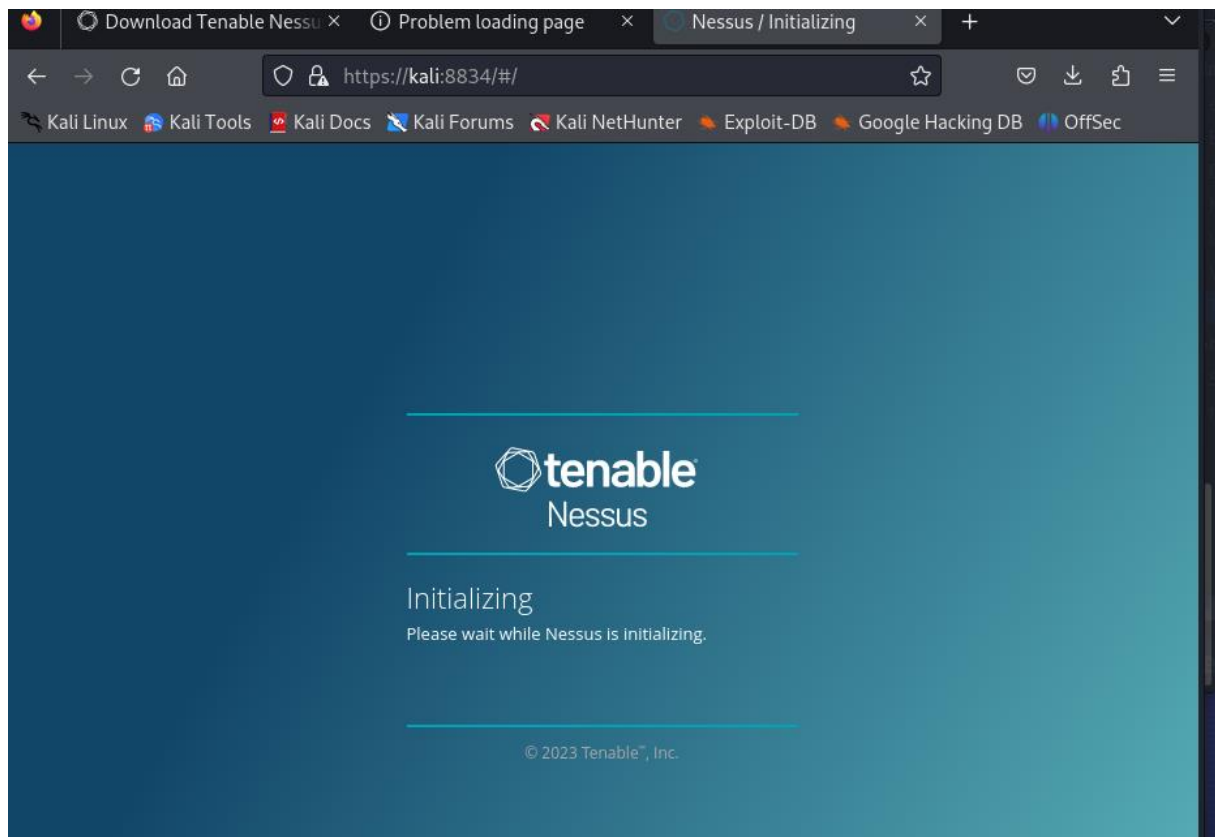 Download Tenable Nessu
Problem loading page
Nessus / Initializing
https://kali:8834/#/
Kali Linux Kali Tools Kali Docs Kali Forums Kali NetHunter Exploit-DB Google Hacking DB OffSec
tenable
Nessus
Initializing
Please wait while Nessus is initializing.
© 2023 Tenable™, Inc.